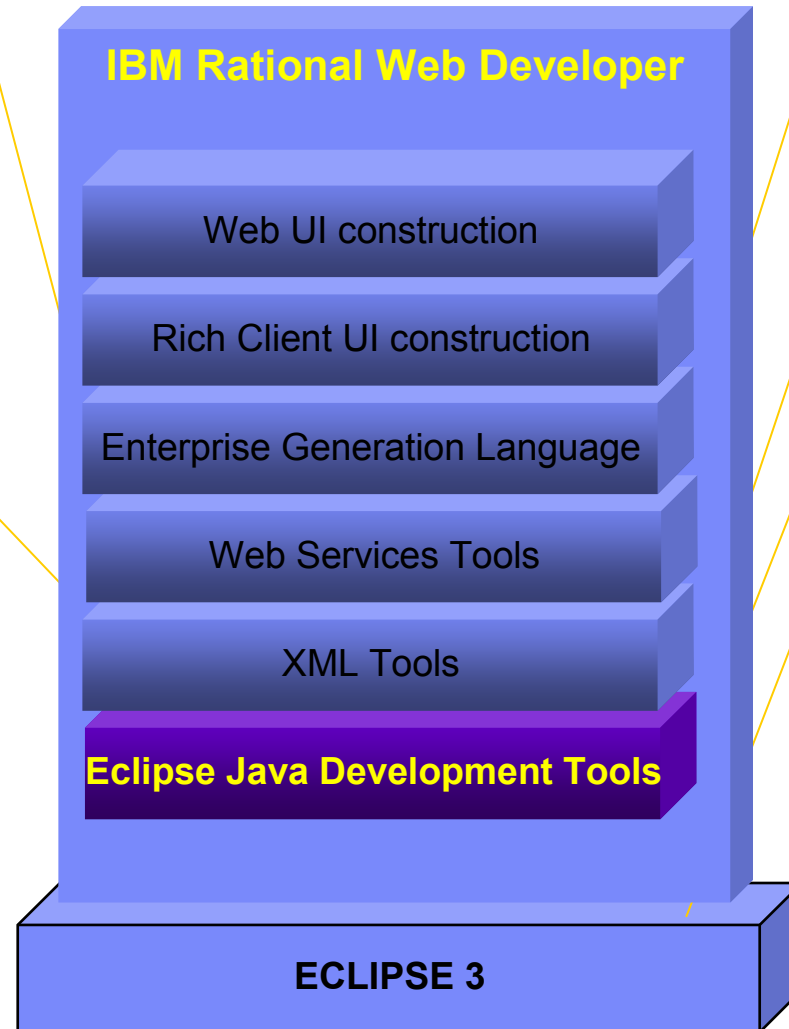 IBM Rational Web Developer
Web UI construction
Rich Client UI construction
Enterprise Generation Language
Web Services Tools
XML Tools
Eclipse Java Development Tools
ECLIPSE 3